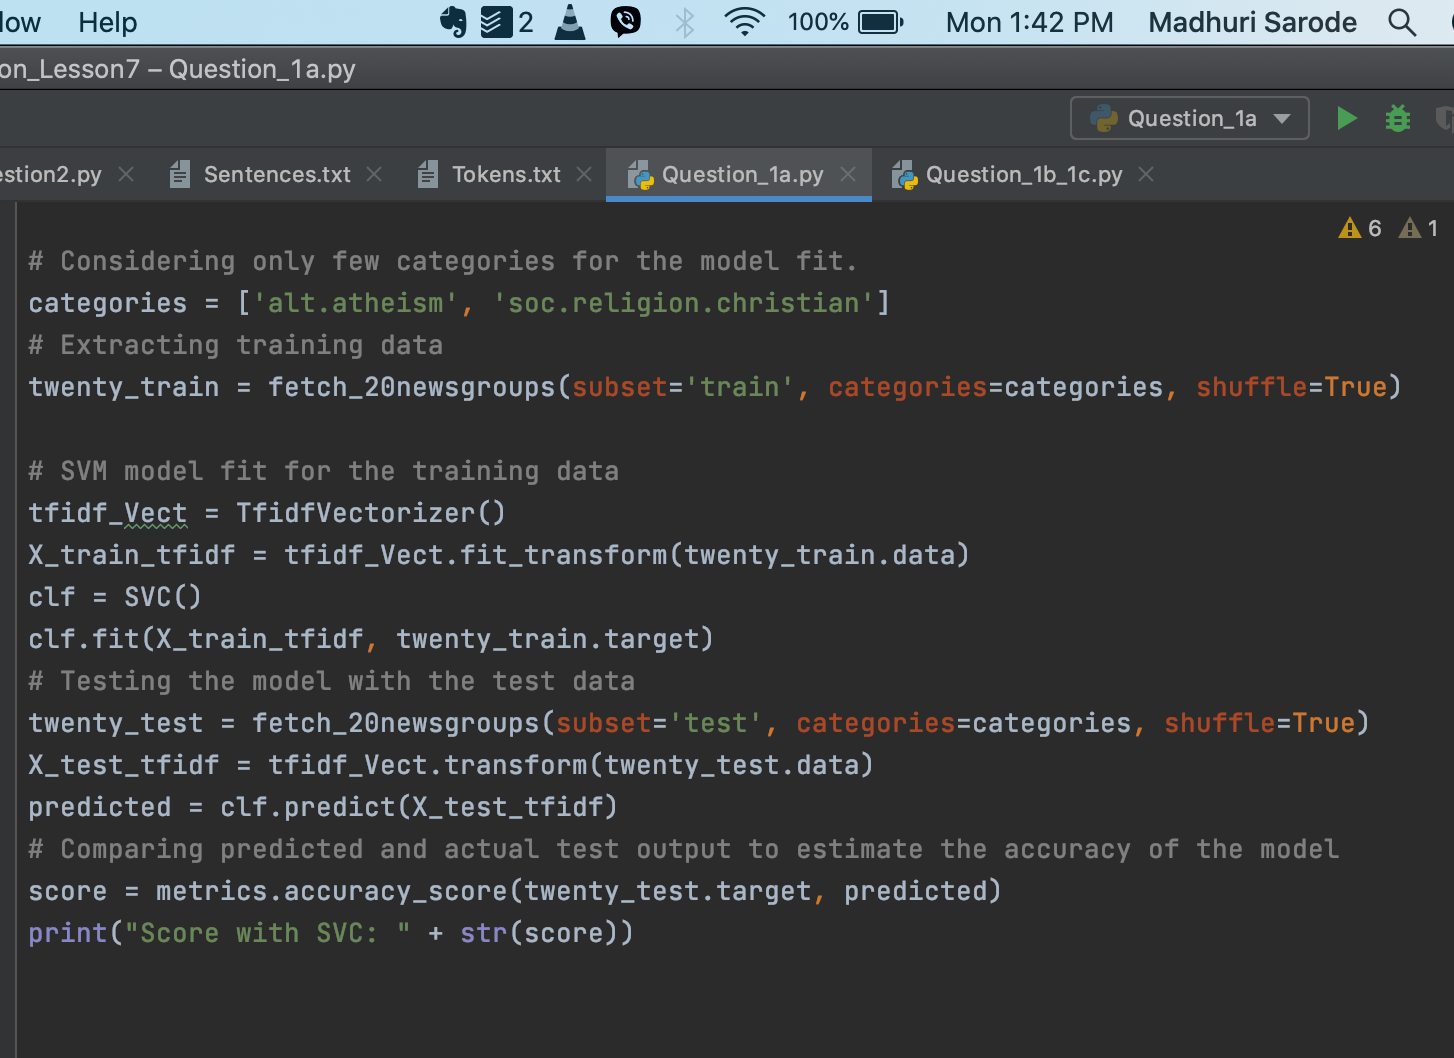 Help 2 100% Mon 1:42 PM Madhuri Sarode
on_Lesson7 – Question_1a.py
Question_1a
estion2.py Sentences.txt Tokens.txt Question_1a.py Question_1b_1c.py
6 1
# Considering only few categories for the model fit.
categories = ['alt.atheism', 'soc.religion.christian']
# Extracting training data
twenty_train = fetch_20newsgroups(subset='train', categories=categories, shuffle=True)
# SVM model fit for the training data
tfidf_Vect = TfidfVectorizer()
X_train_tfidf = tfidf_Vect.fit_transform(twenty_train.data)
clf = SVC()
clf.fit(X_train_tfidf, twenty_train.target)
# Testing the model with the test data
twenty_test = fetch_20newsgroups(subset='test', categories=categories, shuffle=True)
X_test_tfidf = tfidf_Vect.transform(twenty_test.data)
predicted = clf.predict(X_test_tfidf)
# Comparing predicted and actual test output to estimate the accuracy of the model
score = metrics.accuracy_score(twenty_test.target, predicted)
print("Score with SVC: " + str(score))